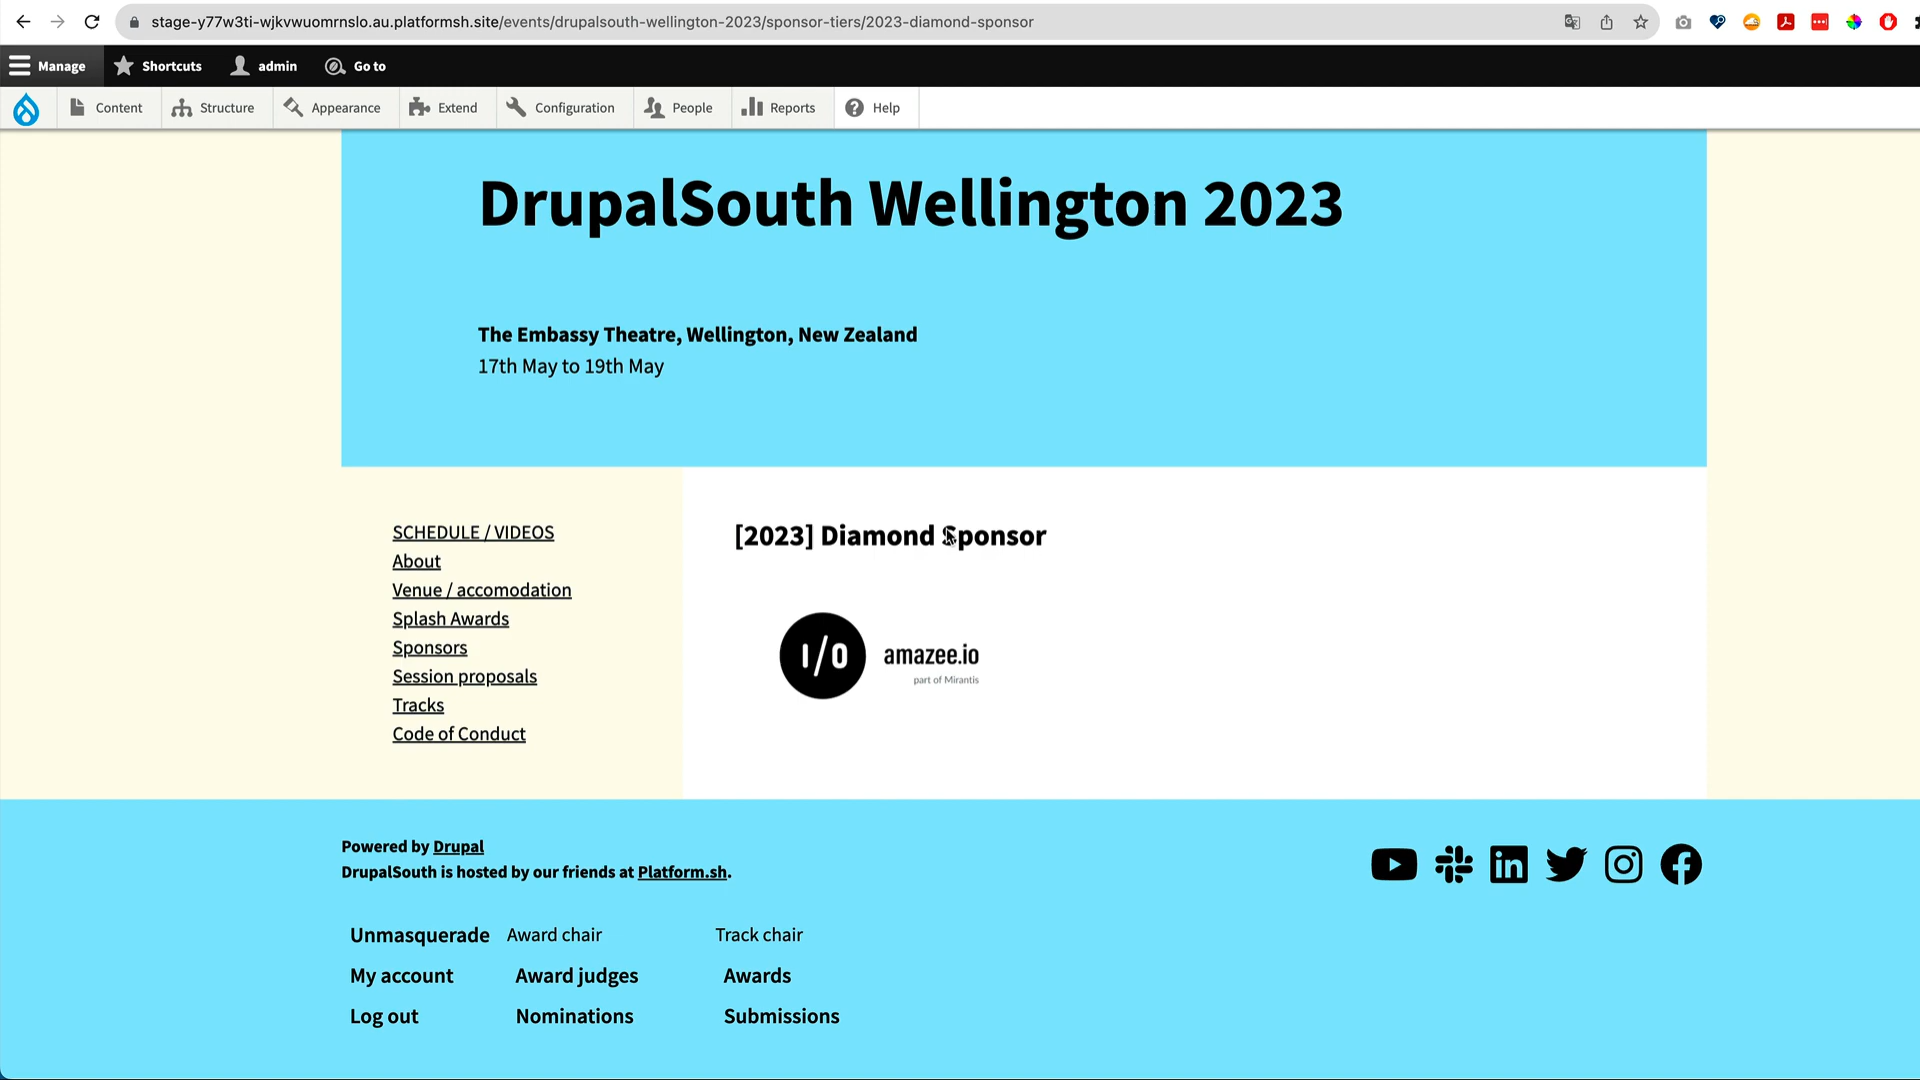 stage-y77w3ti-wjkvwuomrnslo.au.platformsh.site/events/drupalsouth-wellington-2023/sponsor-tiers/2023-diamond-sponsor
Manage Shortcuts admin Go to
Content Structure Appearance Extend Configuration People Reports Help
DrupalSouth Wellington 2023
The Embassy Theatre, Wellington, New Zealand
17th May to 19th May
SCHEDULE / VIDEOS
About
Venue / accomodation
Splash Awards
Sponsors
Session proposals
Tracks
Code of Conduct
[2023] Diamond Sponsor
I/O
amazee.io
part of Mirantis
Powered by Drupal
DrupalSouth is hosted by our friends at Platform.sh.
Unmasquerade Award chair Track chair
My account Award judges Awards
Log out Nominations Submissions